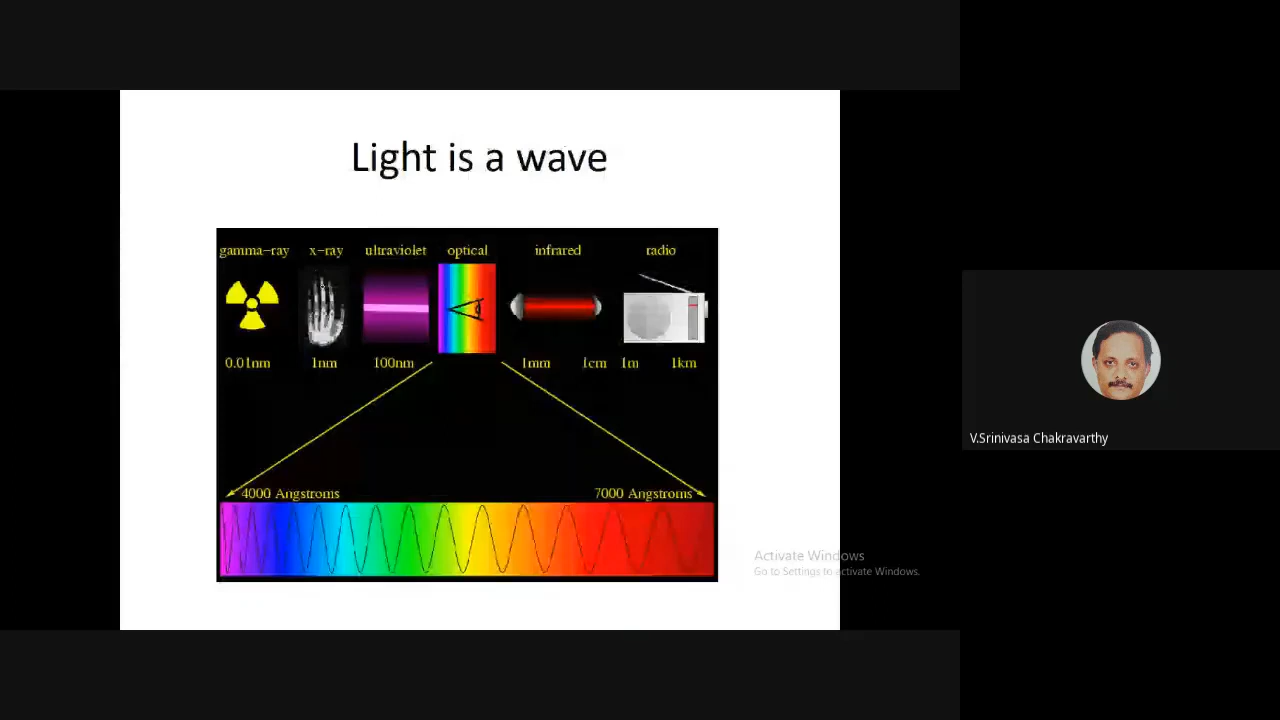 Light is a wave
gamma-ray x-ray ultraviolet optical infrared radio
0.01nm 1nm 100nm 1mm 1cm 1m 1km
4000 Angstroms 7000 Angstroms
V.Srinivasa Chakravarthy
Activate Windows
Go to Settings to activate Windows.